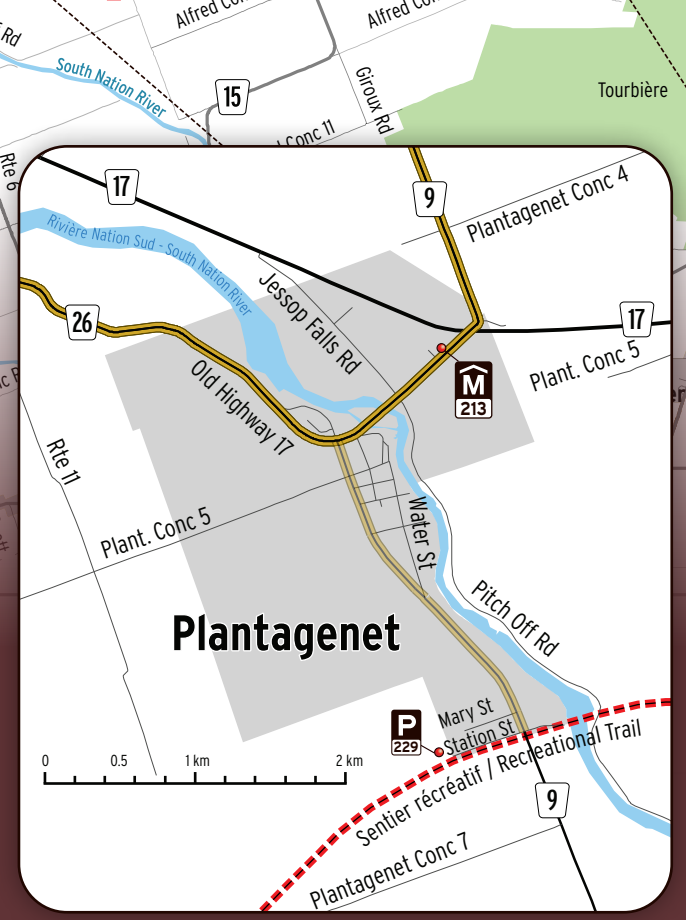 Alfred Co
Alfred Co
Rd
South Nation River
15
Giroux Rd
Tourbière
Conc 11
Rte 6
17
9
Plantagenet Conc 4
Rivière Nation Sud - South Nation River
Jessop Falls Rd
26
17
Plant. Conc 5
M
213
Old Highway 17
Rte 11
Plant. Conc 5
Water St
Plantagenet
Pitch Off Rd
P
229
Mary St
Station St
0 0.5 1 km 2 km
Sentier récréatif / Recreational Trail
9
Plantagenet Conc 7